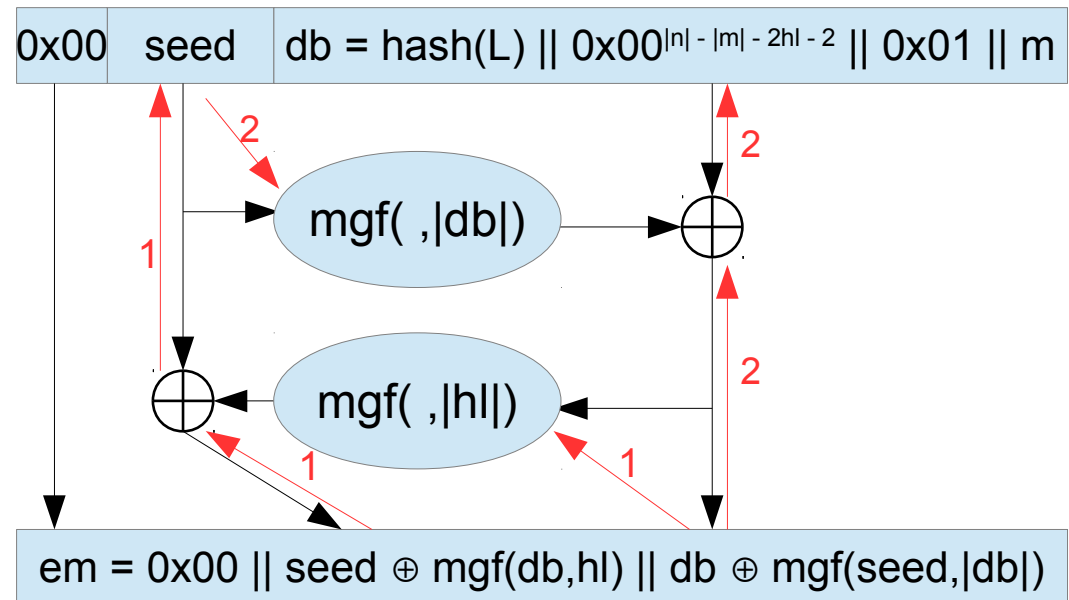 0x00 seed db = hash(L) || 0x00|n| - |m| - 2hl - 2 || 0x01 || m
2
2
mgf( ,|db|)
1
2
mgf( ,|hl|)
1
1
em = 0x00 || seed ⊕ mgf(db,hl) || db ⊕ mgf(seed,|db|)